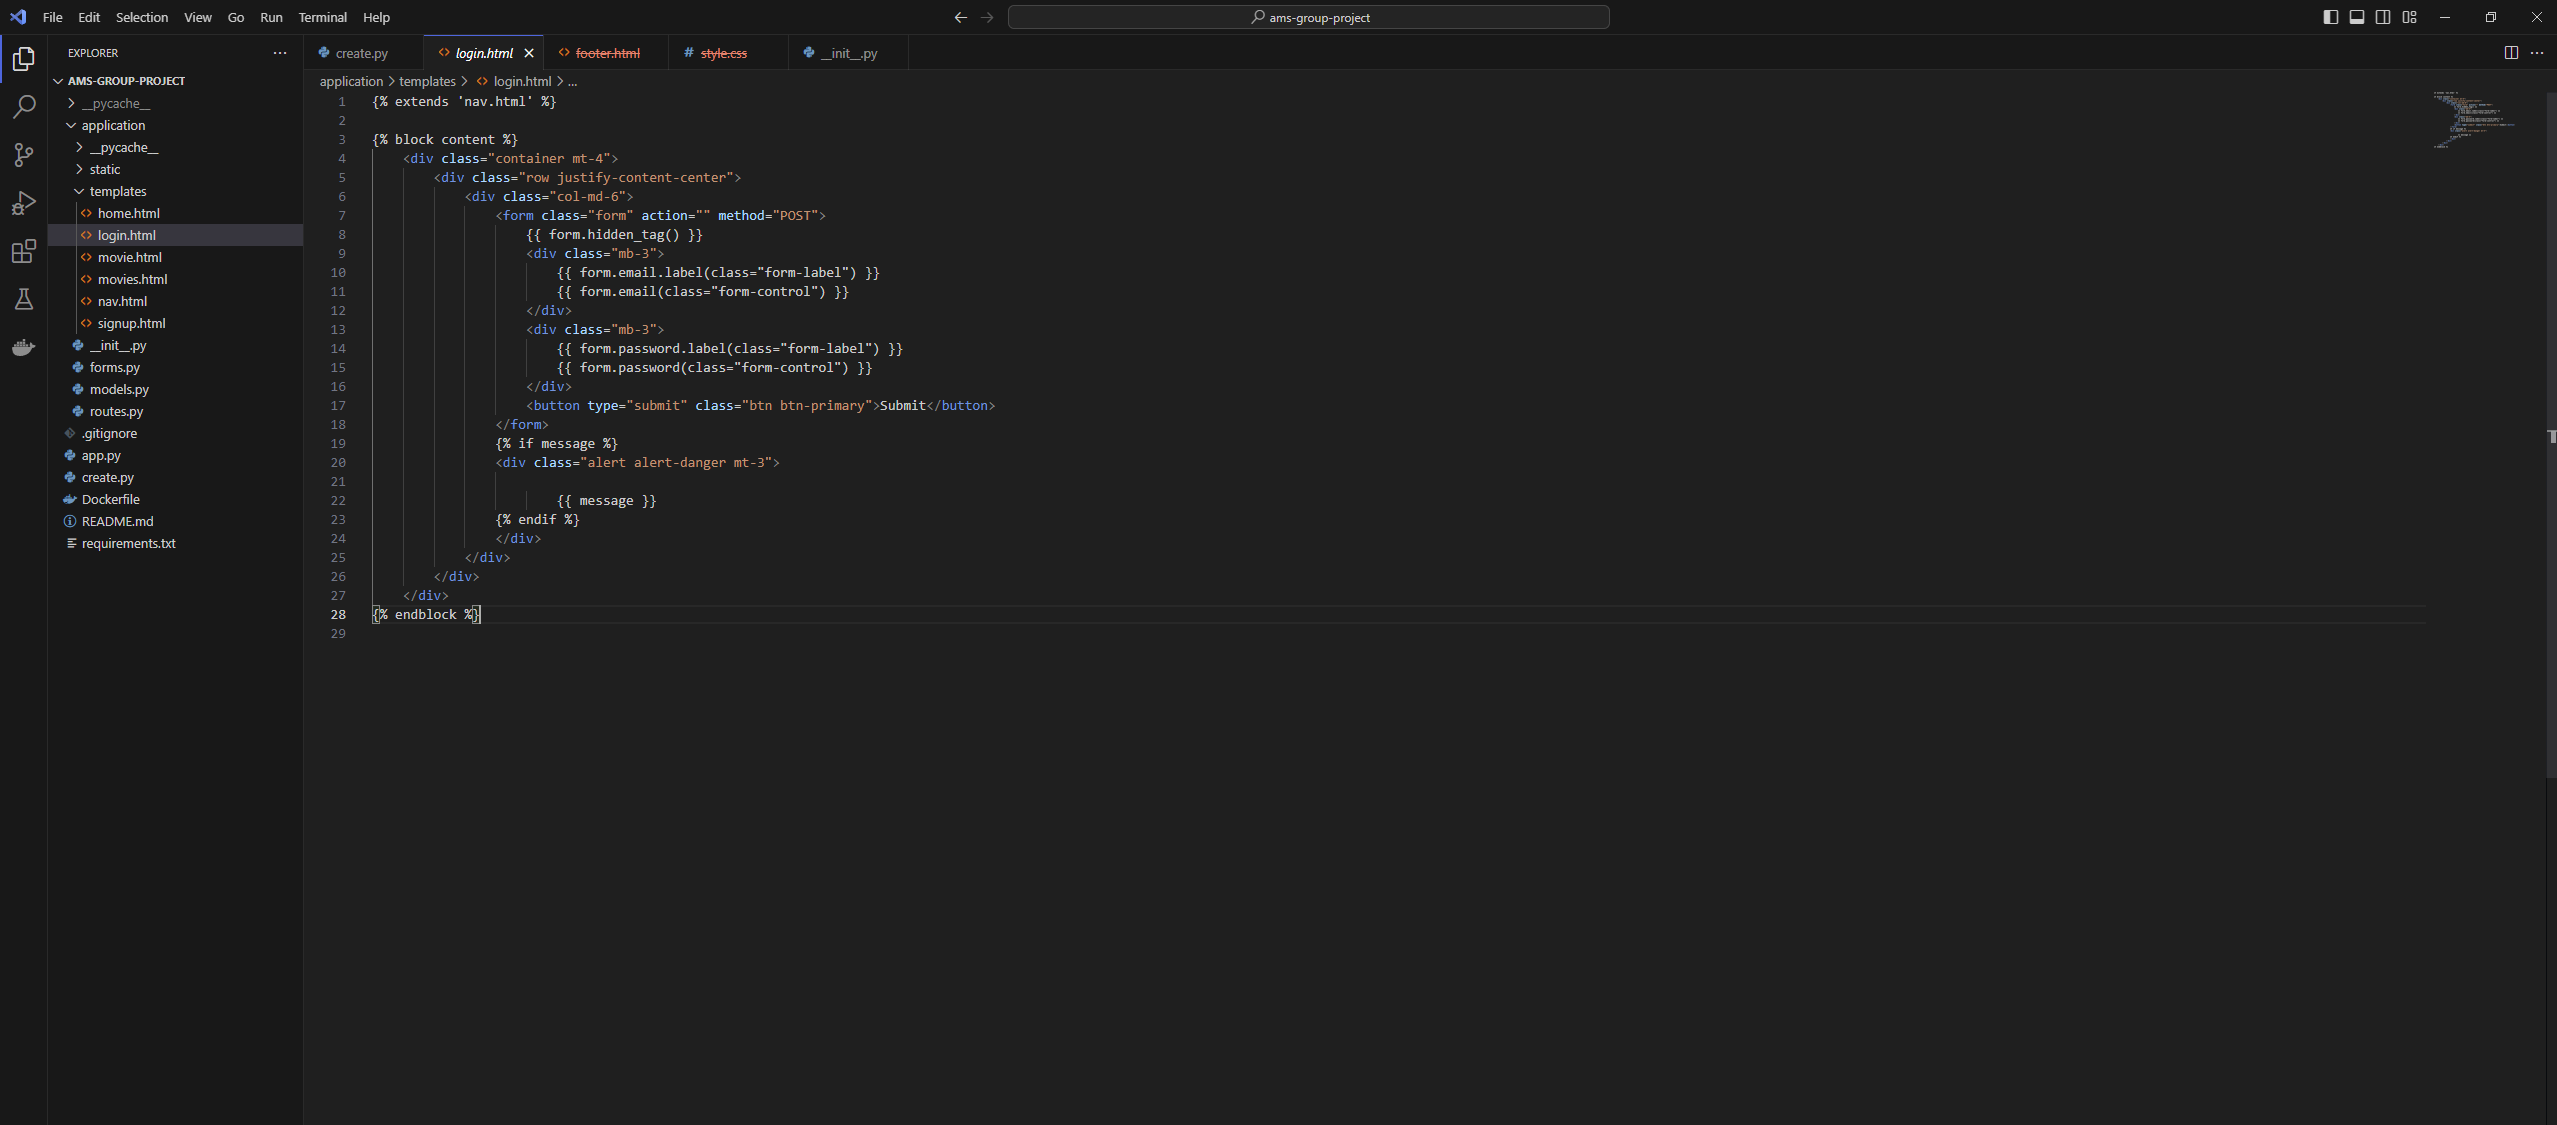 File Edit Selection View Go Run Terminal Help
ams-group-project
EXPLORER
AMS-GROUP-PROJECT
__pycache__
application
__pycache__
static
templates
home.html
login.html
movie.html
movies.html
nav.html
signup.html
__init__.py
forms.py
models.py
routes.py
.gitignore
app.py
create.py
Dockerfile
README.md
requirements.txt
create.py login.html footer.html # style.css __init__.py
application > templates > login.html > ...
1 {% extends 'nav.html' %}
2
3 {% block content %}
4 <div class="container mt-4">
5 <div class="row justify-content-center">
6 <div class="col-md-6">
7 <form class="form" action="" method="POST">
8 {{ form.hidden_tag() }}
9 <div class="mb-3">
10 {{ form.email.label(class="form-label") }}
11 {{ form.email(class="form-control") }}
12 </div>
13 <div class="mb-3">
14 {{ form.password.label(class="form-label") }}
15 {{ form.password(class="form-control") }}
16 </div>
17 <button type="submit" class="btn btn-primary">Submit</button>
18 </form>
19 {% if message %}
20 <div class="alert alert-danger mt-3">
21
22 {{ message }}
23 {% endif %}
24 </div>
25 </div>
26 </div>
27 </div>
28 {% endblock %}
29